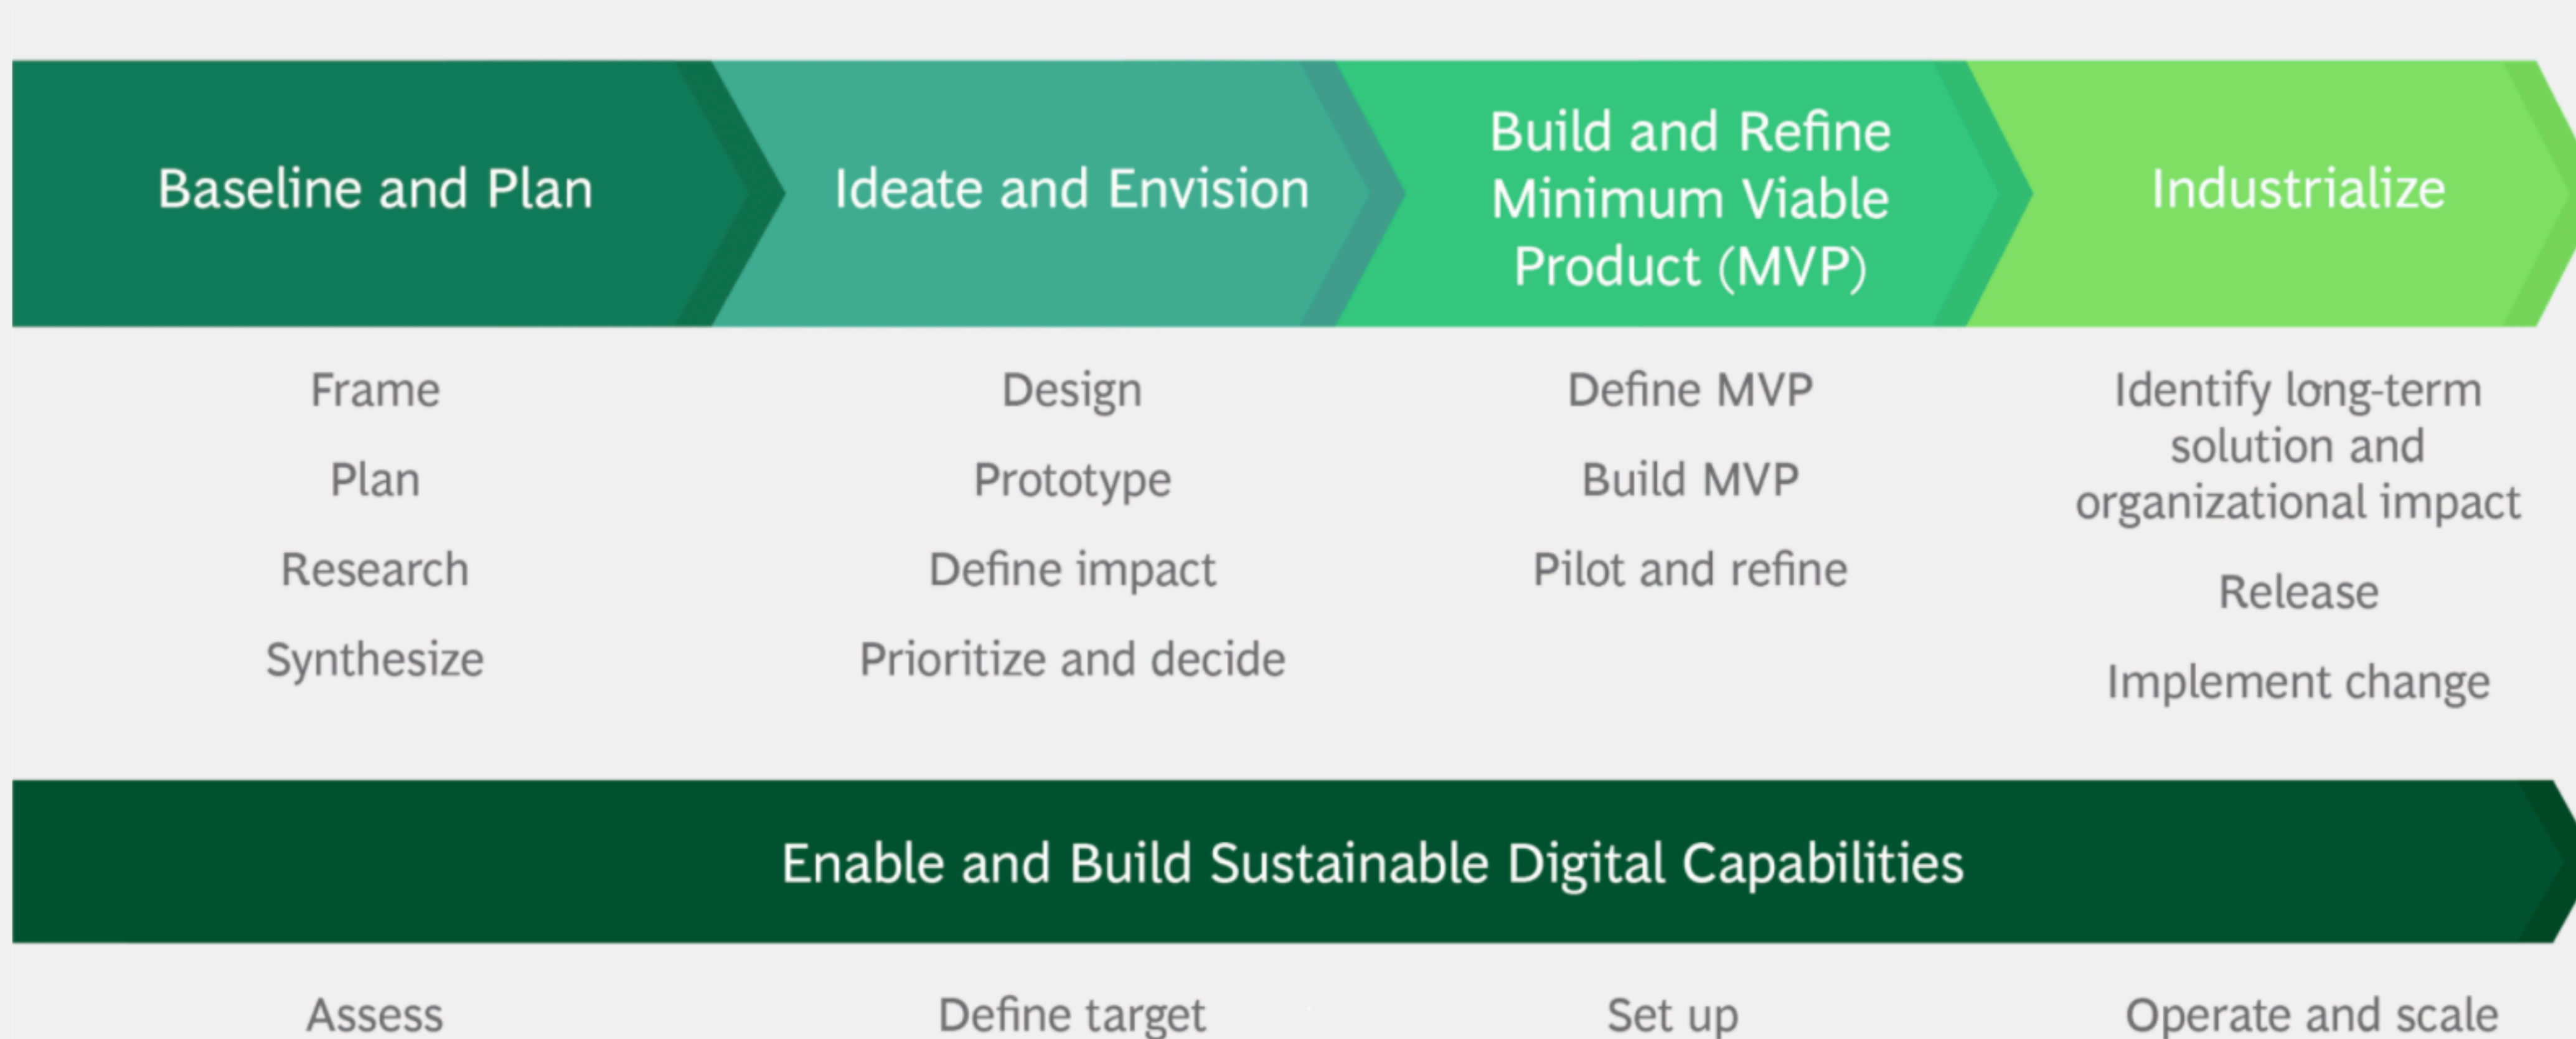 Baseline and Plan
Ideate and Envision
Build and Refine
Minimum Viable
Product (MVP)
Industrialize
Frame
Plan
Research
Synthesize
Design
Prototype
Define impact
Prioritize and decide
Define MVP
Build MVP
Pilot and refine
Identify long-term
solution and
organizational impact
Release
Implement change
Enable and Build Sustainable Digital Capabilities
Assess
Define target
Set up
Operate and scale